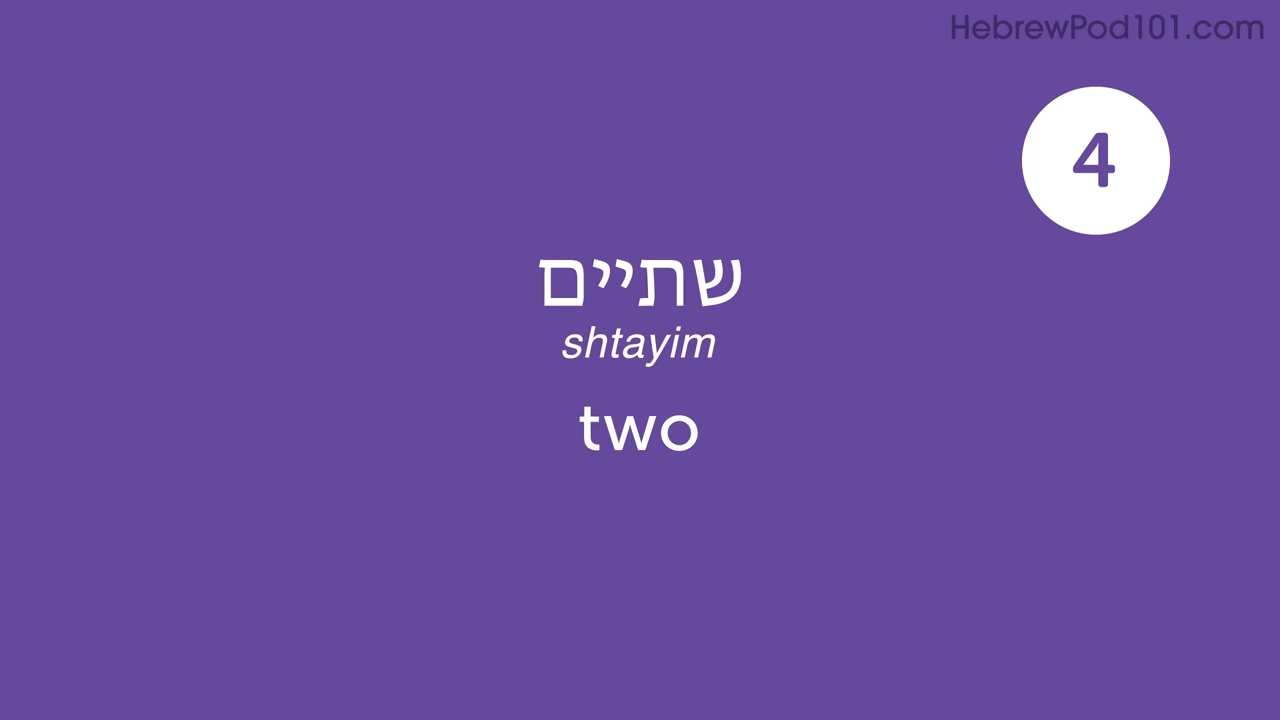 HebrewPod101.com
4
שתיים
shtayim
two